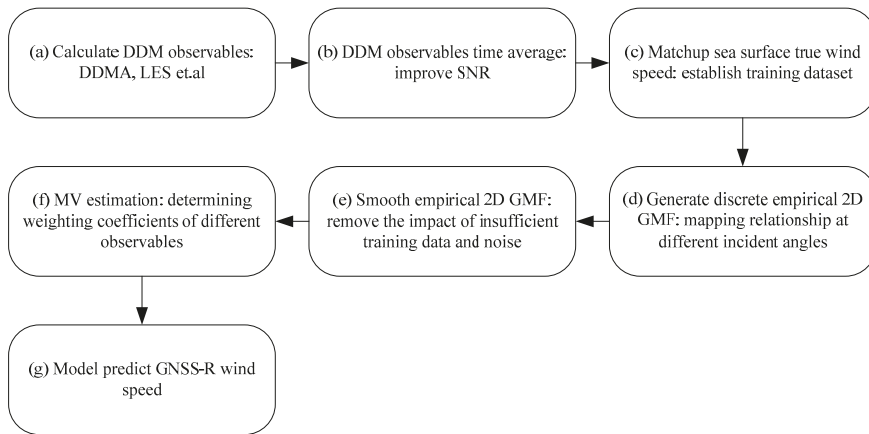 (a) Calculate DDM observables:
DDMA, LES et.al
(b) DDM observables time average:
improve SNR
(c) Matchup sea surface true wind
speed: establish training dataset
(d) Generate discrete empirical 2D
GMF: mapping relationship at
different incident angles
(e) Smooth empirical 2D GMF:
remove the impact of insufficient
training data and noise
(f) MV estimation: determining
weighting coefficients of different
observables
(g) Model predict GNSS-R wind
speed